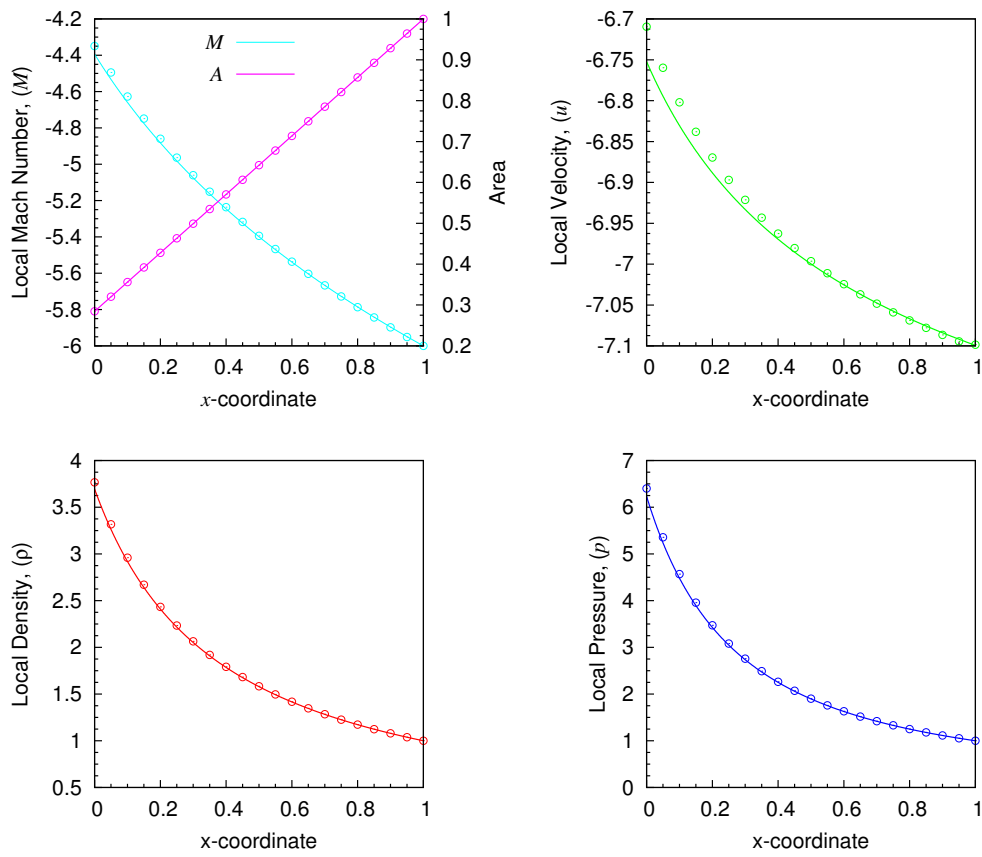 -4.2
-4.4
-4.6
-4.8
-5
-5.2
-5.4
-5.6
-5.8
-6
Local Mach Number, (M)
M
A
1
0.9
0.8
0.7
0.6
0.5
0.4
0.3
0.2
Area
0 0.2 0.4 0.6 0.8 1
x-coordinate
-6.7
-6.75
-6.8
-6.85
-6.9
-6.95
-7
-7.05
-7.1
Local Velocity, (u)
0 0.2 0.4 0.6 0.8 1
x-coordinate
4
3.5
3
2.5
2
1.5
1
0.5
Local Density, (ρ)
0 0.2 0.4 0.6 0.8 1
x-coordinate
7
6
5
4
3
2
1
0
Local Pressure, (p)
0 0.2 0.4 0.6 0.8 1
x-coordinate